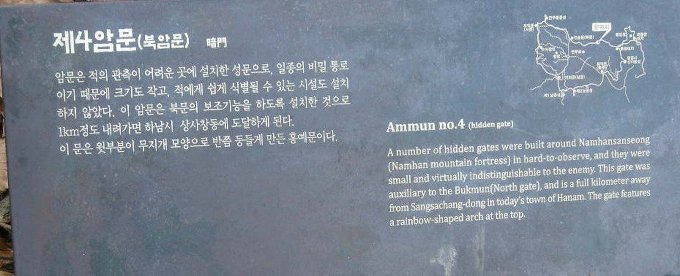 제4암문(북암문) 暗門
암문은 적의 관측이 어려운 곳에 설치한 성문으로, 일종의 비밀 통로
이기 때문에 크기도 작고, 적에게 쉽게 식별될 수 있는 시설도 설치
하지 않았다. 이 암문은 북문의 보조기능을 하도록 설치한 것으로
1km정도 내려가면 하남시 상사창동에 도달하게 된다.
이 문은 윗부분이 무지개 모양으로 반쯤 둥글게 만든 홍예문이다.
Ammun no.4 (hidden gate)
A number of hidden gates were built around Namhansanseong
(Namhan mountain fortress) in hard-to-observe, and they were
small and virtually indistinguishable to the enemy. This gate was
auxiliary to the Bukmun(North gate), and is a full kilometer away
from Sangsachang-dong in today's town of Hanam. The gate features
a rainbow-shaped arch at the top.